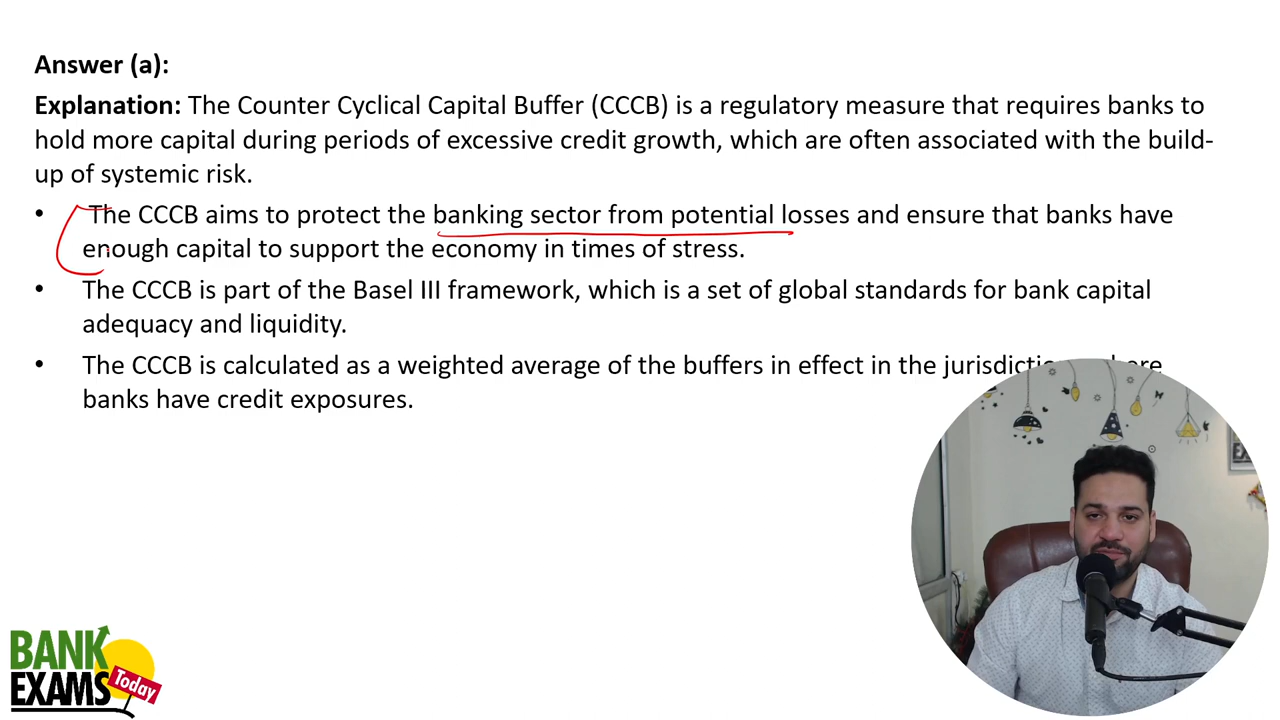 Answer (a):
Explanation: The Counter Cyclical Capital Buffer (CCCB) is a regulatory measure that requires banks to
hold more capital during periods of excessive credit growth, which are often associated with the build-
up of systemic risk.
• The CCCB aims to protect the banking sector from potential losses and ensure that banks have
enough capital to support the economy in times of stress.
• The CCCB is part of the Basel III framework, which is a set of global standards for bank capital
adequacy and liquidity.
• The CCCB is calculated as a weighted average of the buffers in effect in the
banks have credit exposures.
BANK
EXAMS
Today